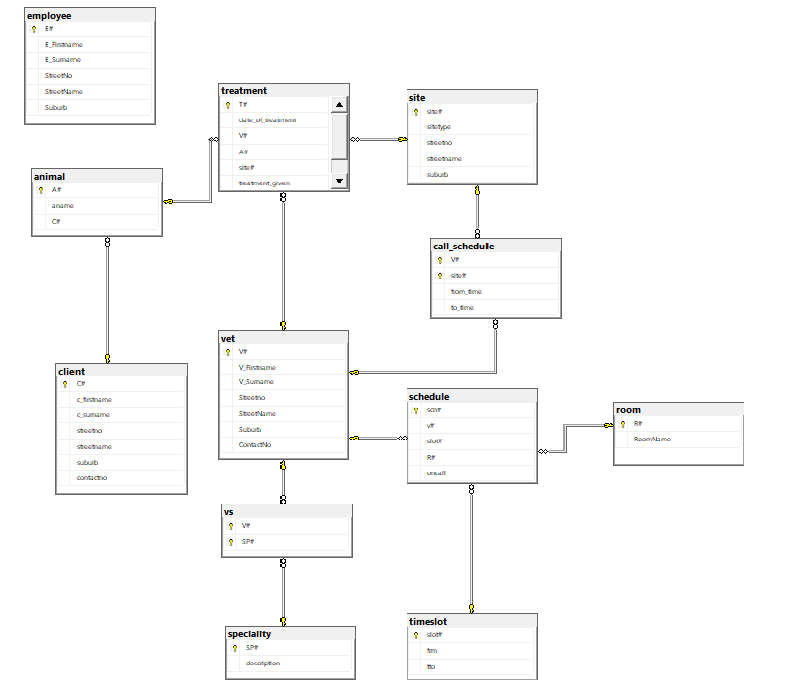 employee
E#
E_Firstname
E_Surname
StreetNo
StreetName
Suburb
treatment
T#
date_of_treatment
V#
A#
site#
treatment_given
site
site#
sitetype
streetno
streetname
suburb
animal
A#
aname
C#
call_schedule
V#
site#
from_time
to_time
vet
V#
V_Firstname
V_Surname
Streetno
StreetName
Suburb
ContactNo
client
C#
c_firstname
c_surname
streetno
streetname
suburb
contactno
schedule
sch#
v#
slot#
R#
oncall
room
R#
RoomName
vs
V#
SP#
speciality
SP#
description
timeslot
slot#
frm
tto